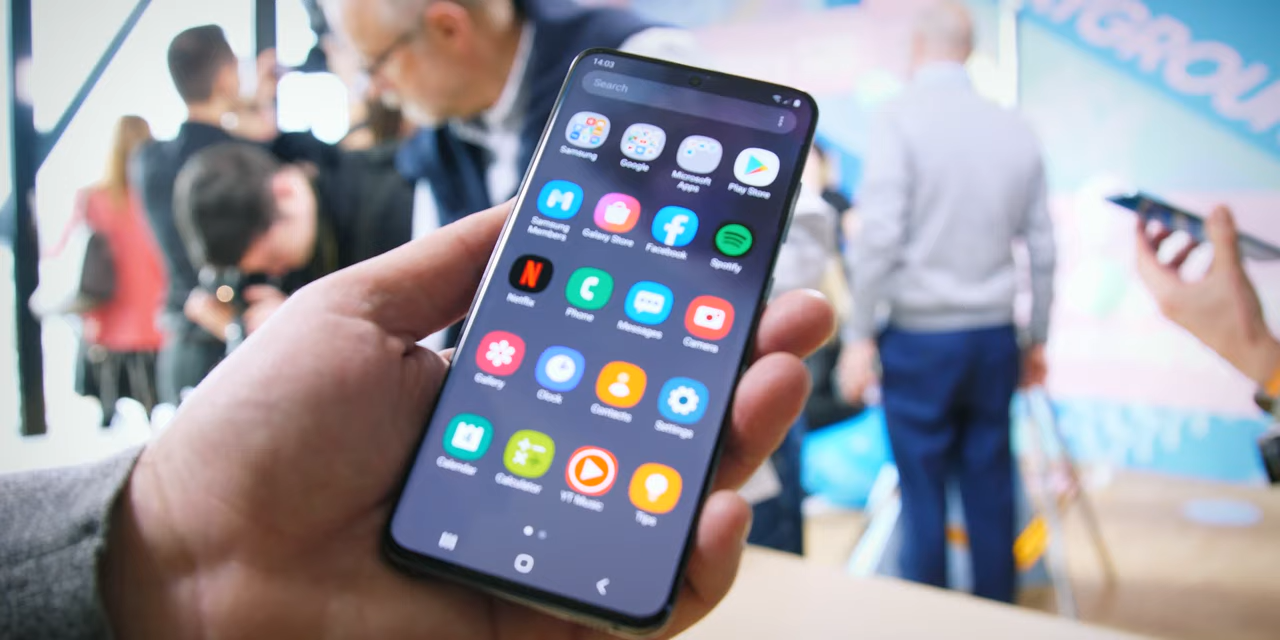 14:03
Search
Samsung
Google
Microsoft
Apps
Play Store
Samsung
Members
Galaxy Store
Facebook
Spotify
Netflix
Phone
Messages
Camera
Gallery
Clock
Contacts
Settings
Calendar
Calculator
YT Music
Tips